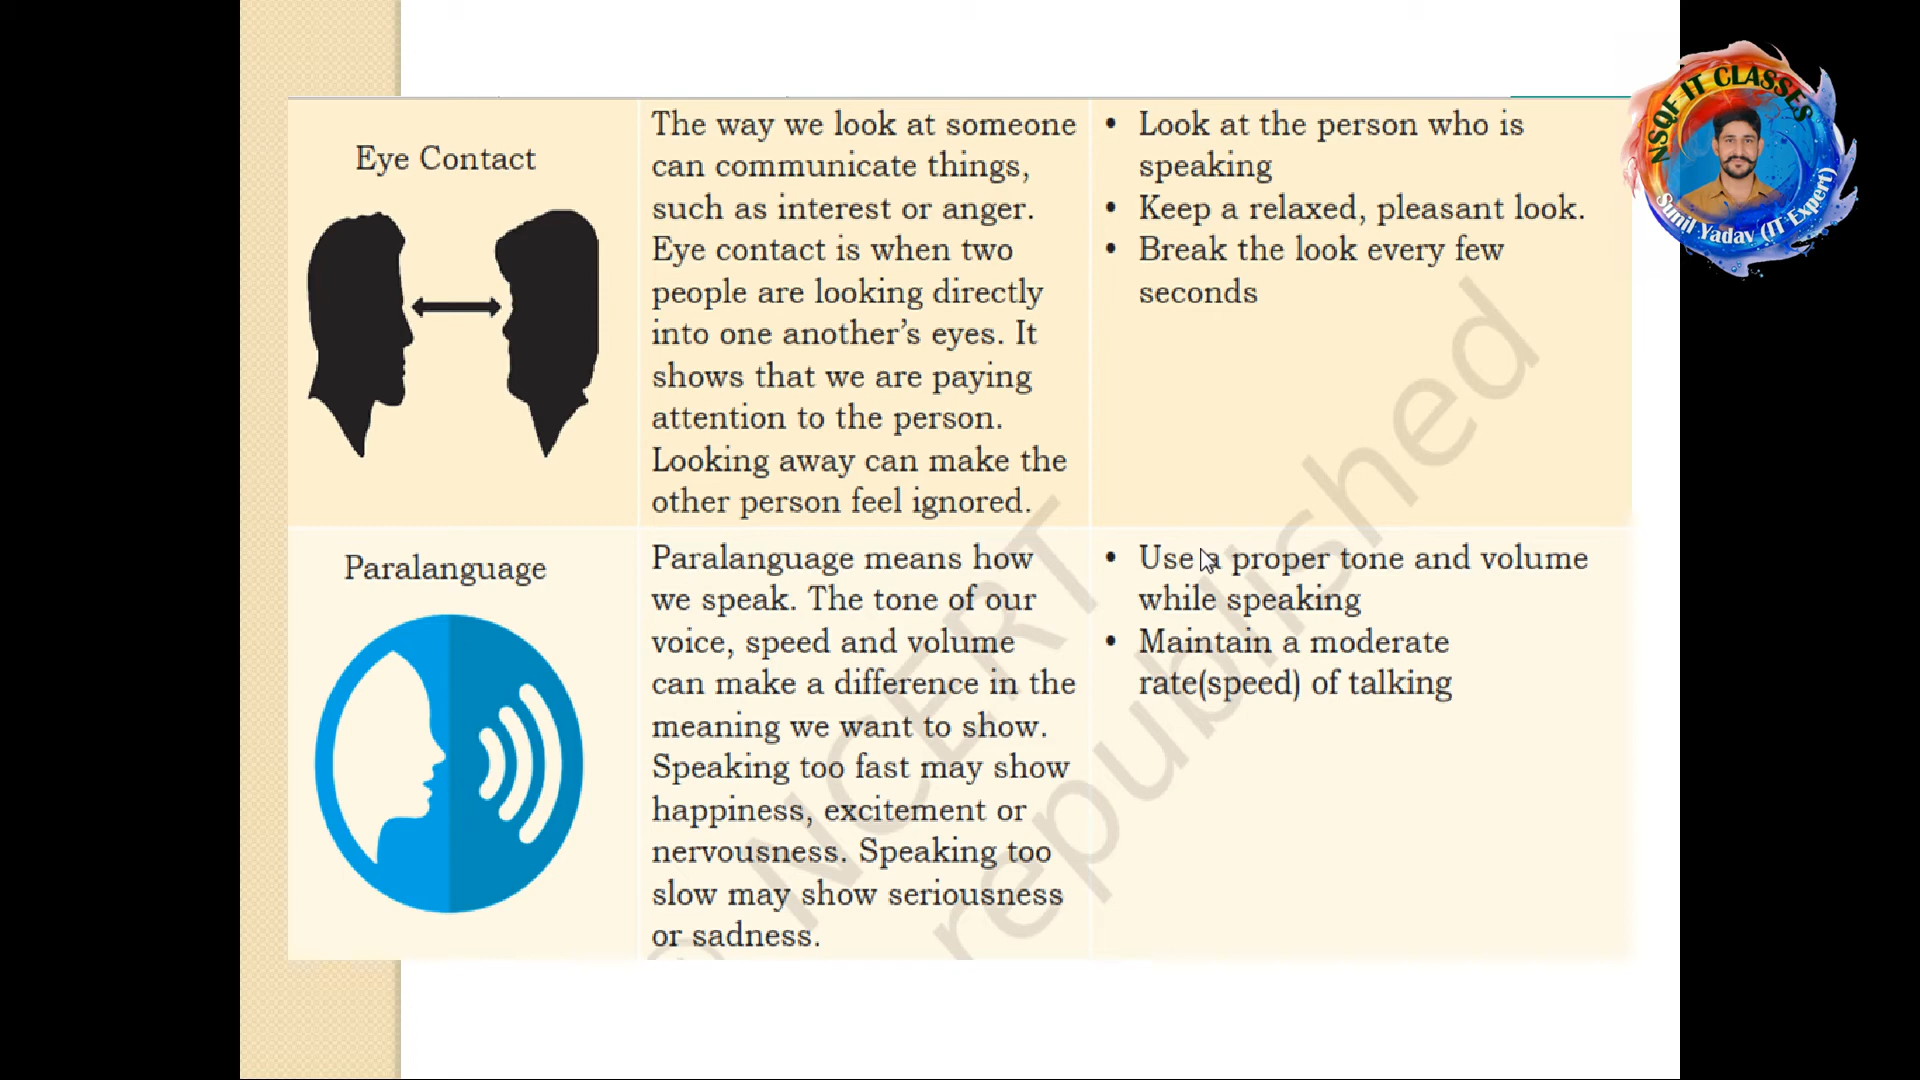 Eye Contact
The way we look at someone
can communicate things,
such as interest or anger.
Eye contact is when two
people are looking directly
into one another's eyes. It
shows that we are paying
attention to the person.
Looking away can make the
other person feel ignored.
• Look at the person who is
speaking
• Keep a relaxed, pleasant look.
• Break the look every few
seconds
Paralanguage
Paralanguage means how
we speak. The tone of our
voice, speed and volume
can make a difference in the
meaning we want to show.
Speaking too fast may show
happiness, excitement or
nervousness. Speaking too
slow may show seriousness
or sadness.
• Use a proper tone and volume
while speaking
• Maintain a moderate
rate(speed) of talking
© NCERT
republished
NSQF IT CLASSES
Sunil Yadav (IT Expert)